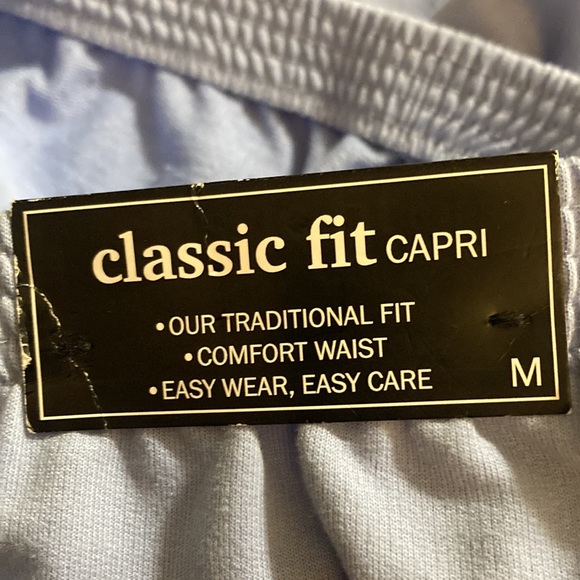 classic fit CAPRI
•OUR TRADITIONAL FIT
•COMFORT WAIST
•EASY WEAR, EASY CARE
M